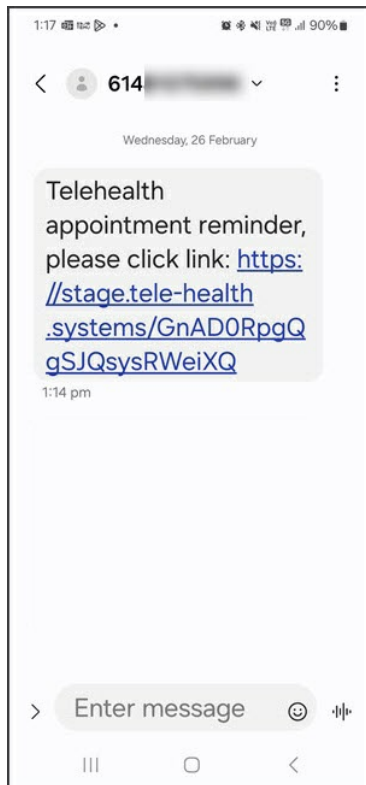 1:17
90%
614
Wednesday, 26 February
Telehealth
appointment reminder,
please click link: https:
//stage.tele-health
.systems/GnAD0RpgQ
gSJQsysRWeiXQ
1:14 pm
Enter message